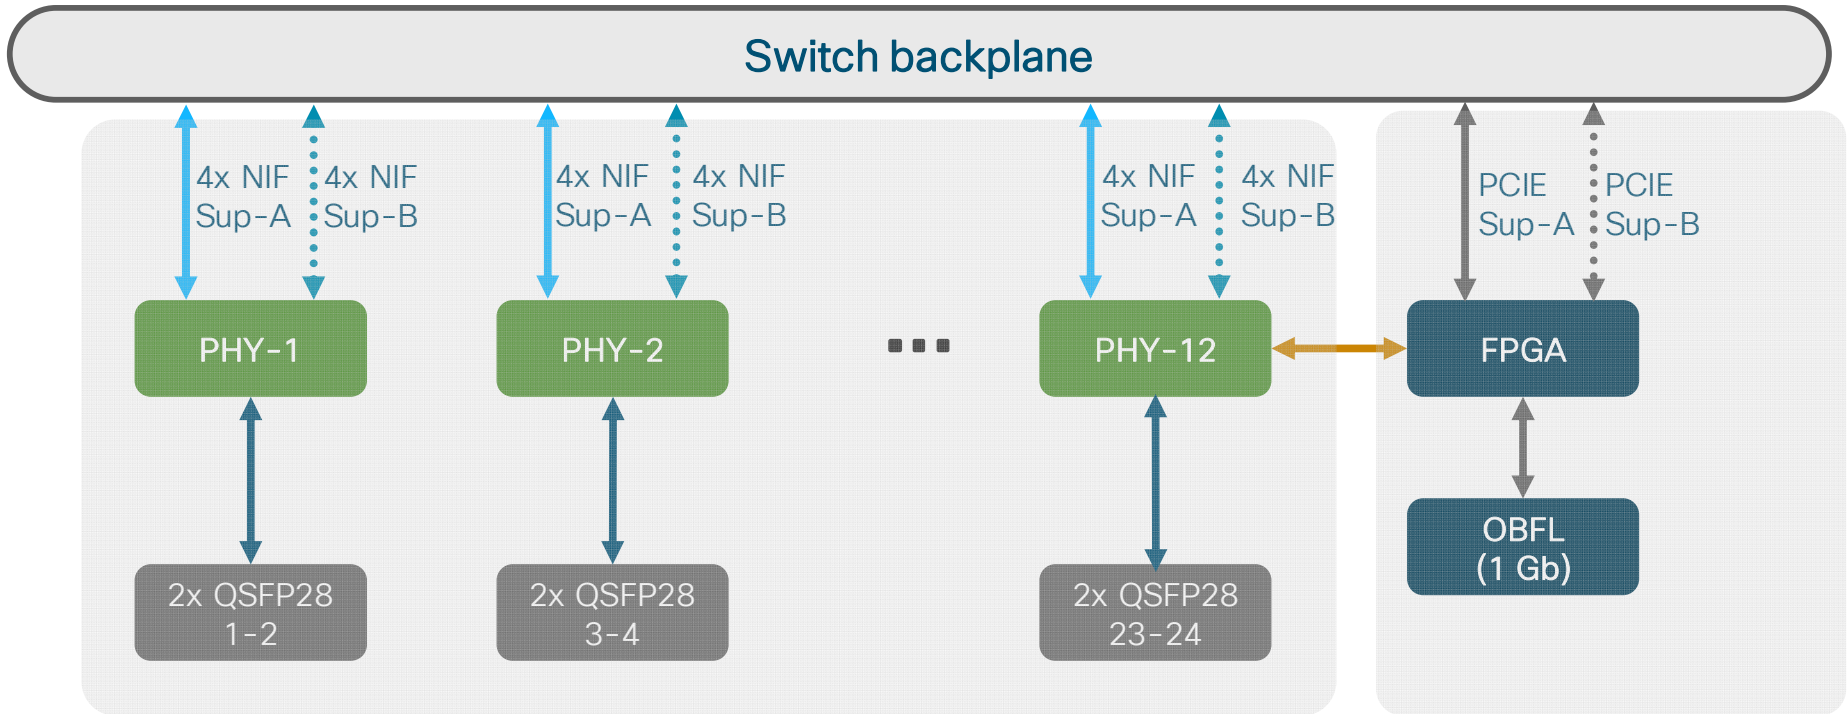 Switch backplane
4x NIF
Sup-A
4x NIF
Sup-B
4x NIF
Sup-A
4x NIF
Sup-B
4x NIF
Sup-A
4x NIF
Sup-B
PCIE
Sup-A
PCIE
Sup-B
PHY-1
PHY-2
PHY-12
FPGA
OBFL
(1 Gb)
2x QSFP28
1-2
2x QSFP28
3-4
2x QSFP28
23-24